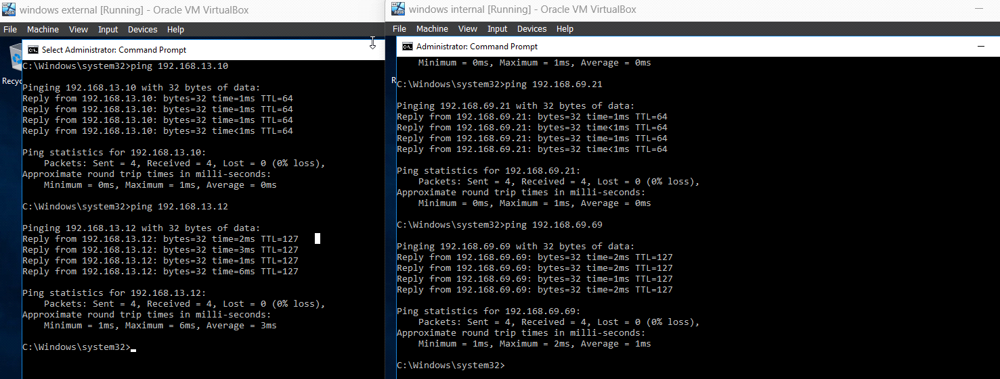 windows external [Running] - Oracle VM VirtualBox
File Machine View Input Devices Help
Select Administrator: Command Prompt
Recyc
C:\Windows\system32>ping 192.168.13.10

Pinging 192.168.13.10 with 32 bytes of data:
Reply from 192.168.13.10: bytes=32 time=1ms TTL=64
Reply from 192.168.13.10: bytes=32 time=1ms TTL=64
Reply from 192.168.13.10: bytes=32 time=1ms TTL=64
Reply from 192.168.13.10: bytes=32 time<1ms TTL=64

Ping statistics for 192.168.13.10:
    Packets: Sent = 4, Received = 4, Lost = 0 (0% loss),
Approximate round trip times in milli-seconds:
    Minimum = 0ms, Maximum = 1ms, Average = 0ms

C:\Windows\system32>ping 192.168.13.12

Pinging 192.168.13.12 with 32 bytes of data:
Reply from 192.168.13.12: bytes=32 time=2ms TTL=127
Reply from 192.168.13.12: bytes=32 time=3ms TTL=127
Reply from 192.168.13.12: bytes=32 time=1ms TTL=127
Reply from 192.168.13.12: bytes=32 time=6ms TTL=127

Ping statistics for 192.168.13.12:
    Packets: Sent = 4, Received = 4, Lost = 0 (0% loss),
Approximate round trip times in milli-seconds:
    Minimum = 1ms, Maximum = 6ms, Average = 3ms

C:\Windows\system32>
windows internal [Running] - Oracle VM VirtualBox
File Machine View Input Devices Help
Administrator: Command Prompt
R
    Minimum = 0ms, Maximum = 1ms, Average = 0ms

C:\Windows\system32>ping 192.168.69.21

Pinging 192.168.69.21 with 32 bytes of data:
Reply from 192.168.69.21: bytes=32 time=1ms TTL=64
Reply from 192.168.69.21: bytes=32 time<1ms TTL=64
Reply from 192.168.69.21: bytes=32 time=1ms TTL=64
Reply from 192.168.69.21: bytes=32 time<1ms TTL=64

Ping statistics for 192.168.69.21:
    Packets: Sent = 4, Received = 4, Lost = 0 (0% loss),
Approximate round trip times in milli-seconds:
    Minimum = 0ms, Maximum = 1ms, Average = 0ms

C:\Windows\system32>ping 192.168.69.69

Pinging 192.168.69.69 with 32 bytes of data:
Reply from 192.168.69.69: bytes=32 time=2ms TTL=127
Reply from 192.168.69.69: bytes=32 time=2ms TTL=127
Reply from 192.168.69.69: bytes=32 time=1ms TTL=127
Reply from 192.168.69.69: bytes=32 time=2ms TTL=127

Ping statistics for 192.168.69.69:
    Packets: Sent = 4, Received = 4, Lost = 0 (0% loss),
Approximate round trip times in milli-seconds:
    Minimum = 1ms, Maximum = 2ms, Average = 1ms

C:\Windows\system32>